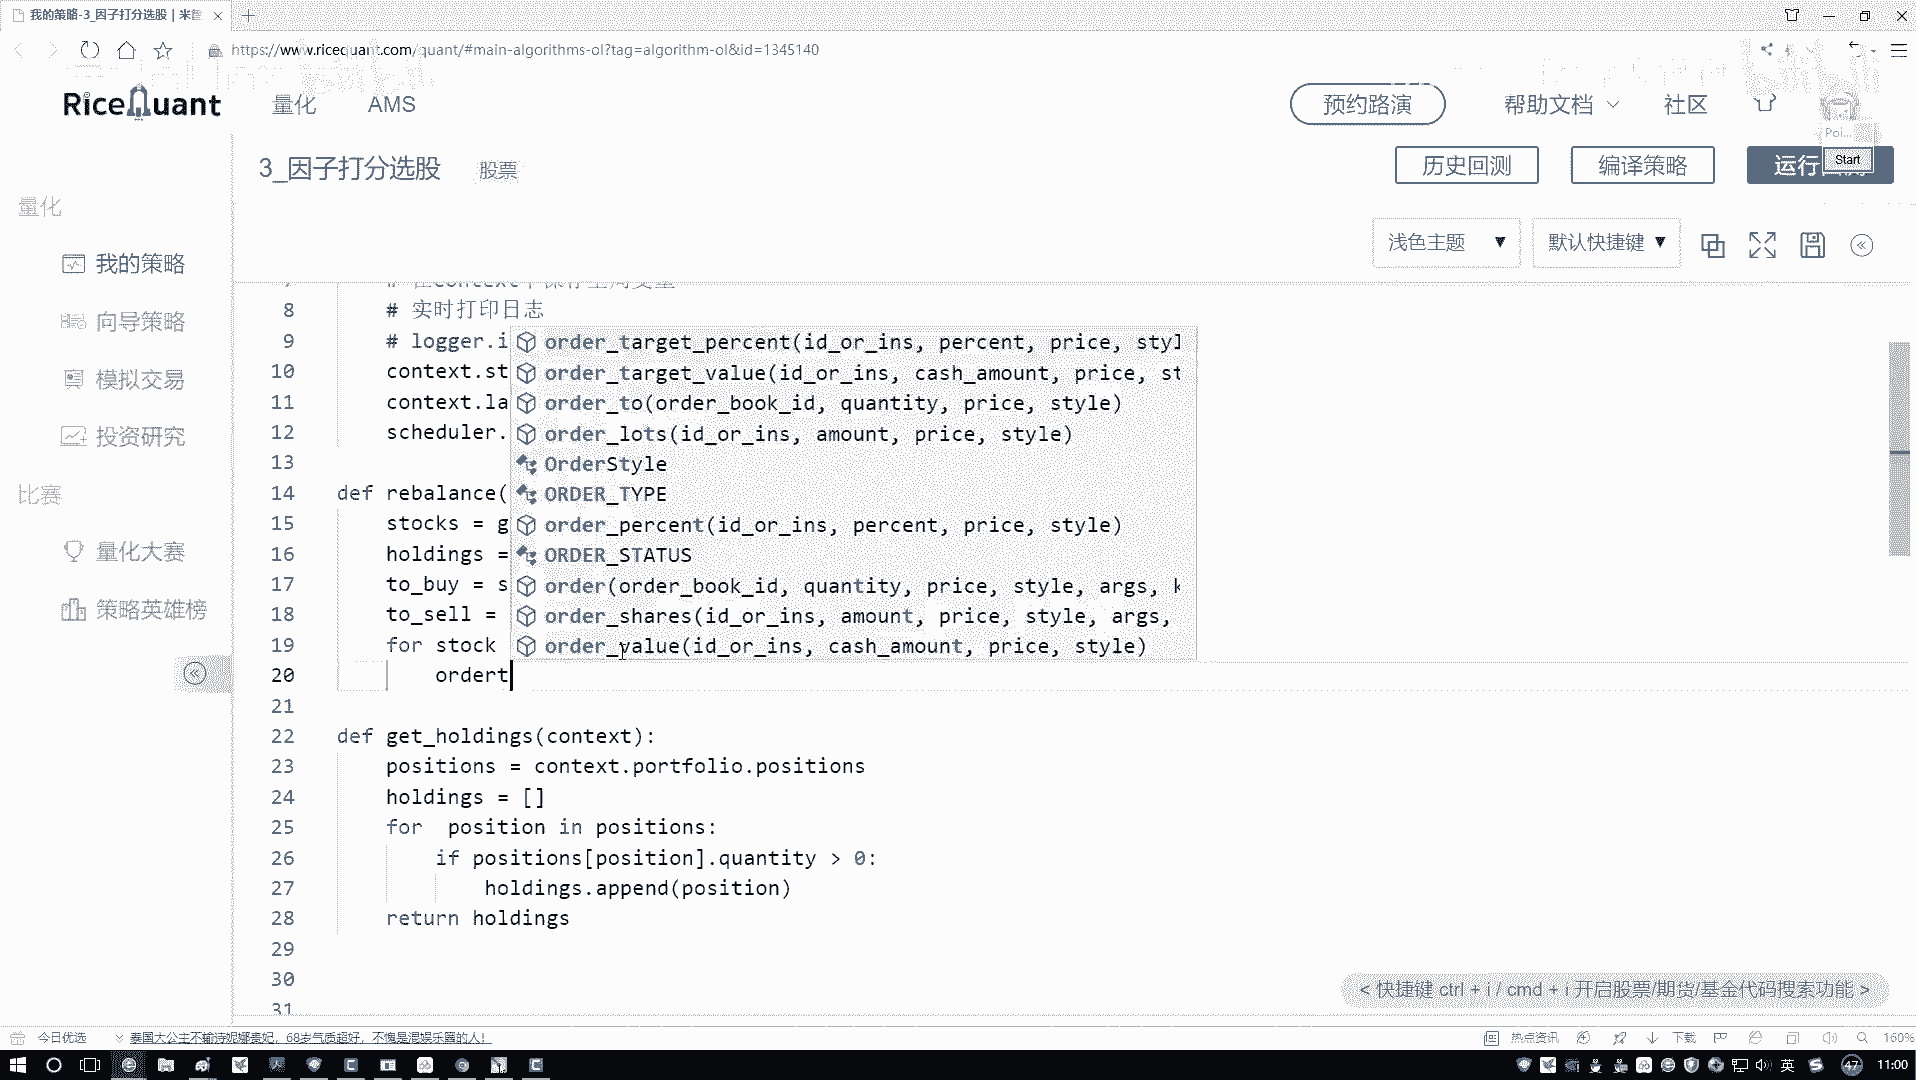 我的策略-3_因子打分选股 | 米筐
https://www.ricequant.com/quant/#main-algorithms-ol?tag=algorithm-ol&id=1345140
RiceQuant 量化 AMS 预约路演 帮助文档 社区
Poi...
Start
3_因子打分选股 股票 历史回测 编译策略 运行
量化
浅色主题 默认快捷键
我的策略
向导策略
模拟交易
投资研究
比赛
量化大赛
策略英雄榜
8 # 实时打印日志
9 # logger.i
10 context.st
11 context.la
12 scheduler.
13
14 def rebalance(
15 stocks = g
16 holdings =
17 to_buy = s
18 to_sell =
19 for stock
20 ordert
order_target_percent(id_or_ins, percent, price, styl
order_target_value(id_or_ins, cash_amount, price, st
order_to(order_book_id, quantity, price, style)
order_lots(id_or_ins, amount, price, style)
OrderStyle
ORDER_TYPE
order_percent(id_or_ins, percent, price, style)
ORDER_STATUS
order(order_book_id, quantity, price, style, args, k
order_shares(id_or_ins, amount, price, style, args,
order_value(id_or_ins, cash_amount, price, style)
21
22 def get_holdings(context):
23 positions = context.portfolio.positions
24 holdings = []
25 for  position in positions:
26 if positions[position].quantity > 0:
27 holdings.append(position)
28 return holdings
29
30
31
< 快捷键 ctrl + i / cmd + i 开启股票/期货/基金代码搜索功能 >
今日优选 泰国大公主不输诗妮娜贵妃，68岁气质超好，不愧是混娱乐圈的人！ 热点资讯 下载 160%
英 47 11:00